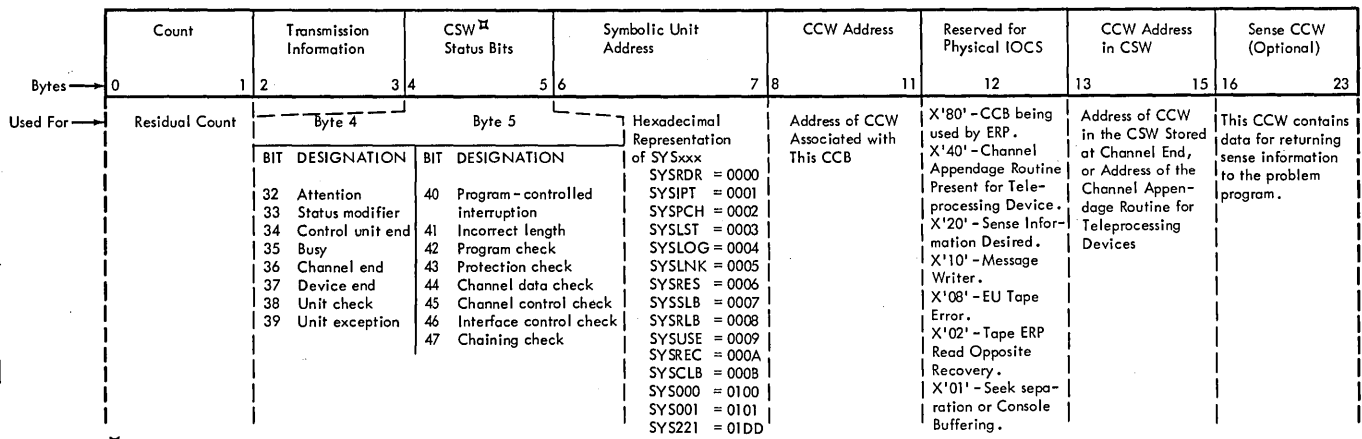 Count
Transmission Information
CSW¤ Status Bits
Symbolic Unit Address
CCW Address
Reserved for Physical IOCS
CCW Address in CSW
Sense CCW (Optional)
Bytes 0 1 2 3 4 5 6 7 8 11 12 13 15 16 23
Used For
Residual Count
Byte 4
BIT DESIGNATION
32 Attention
33 Status modifier
34 Control unit end
35 Busy
36 Channel end
37 Device end
38 Unit check
39 Unit exception
Byte 5
BIT DESIGNATION
40 Program-controlled
interruption
41 Incorrect length
42 Program check
43 Protection check
44 Channel data check
45 Channel control check
46 Interface control check
47 Chaining check
Hexadecimal
Representation
of SYSxxx
SYSRDR = 0000
SYSIPT = 0001
SYSPCH = 0002
SYSLST = 0003
SYSLOG = 0004
SYSLNK = 0005
SYSRES = 0006
SYSSLB = 0007
SYSRLB = 0008
SYSUSE = 0009
SYSREC = 000A
SYSCLB = 000B
SYS000 = 0100
SYS001 = 0101
SYS221 = 01DD
Address of CCW
Associated with
This CCB
X'80' - CCB being
used by ERP.
X'40' - Channel
Appendage Routine
Present for Tele-
processing Device.
X'20' - Sense Infor-
mation Desired.
X'10' - Message
Writer.
X'08' - EU Tape
Error.
X'02' - Tape ERP
Read Opposite
Recovery.
X'01' - Seek sepa-
ration or Console
Buffering.
Address of CCW
in the CSW Stored
at Channel End,
or Address of the
Channel Appen-
dage Routine for
Teleprocessing
Devices
This CCW contains
data for returning
sense information
to the problem
program.